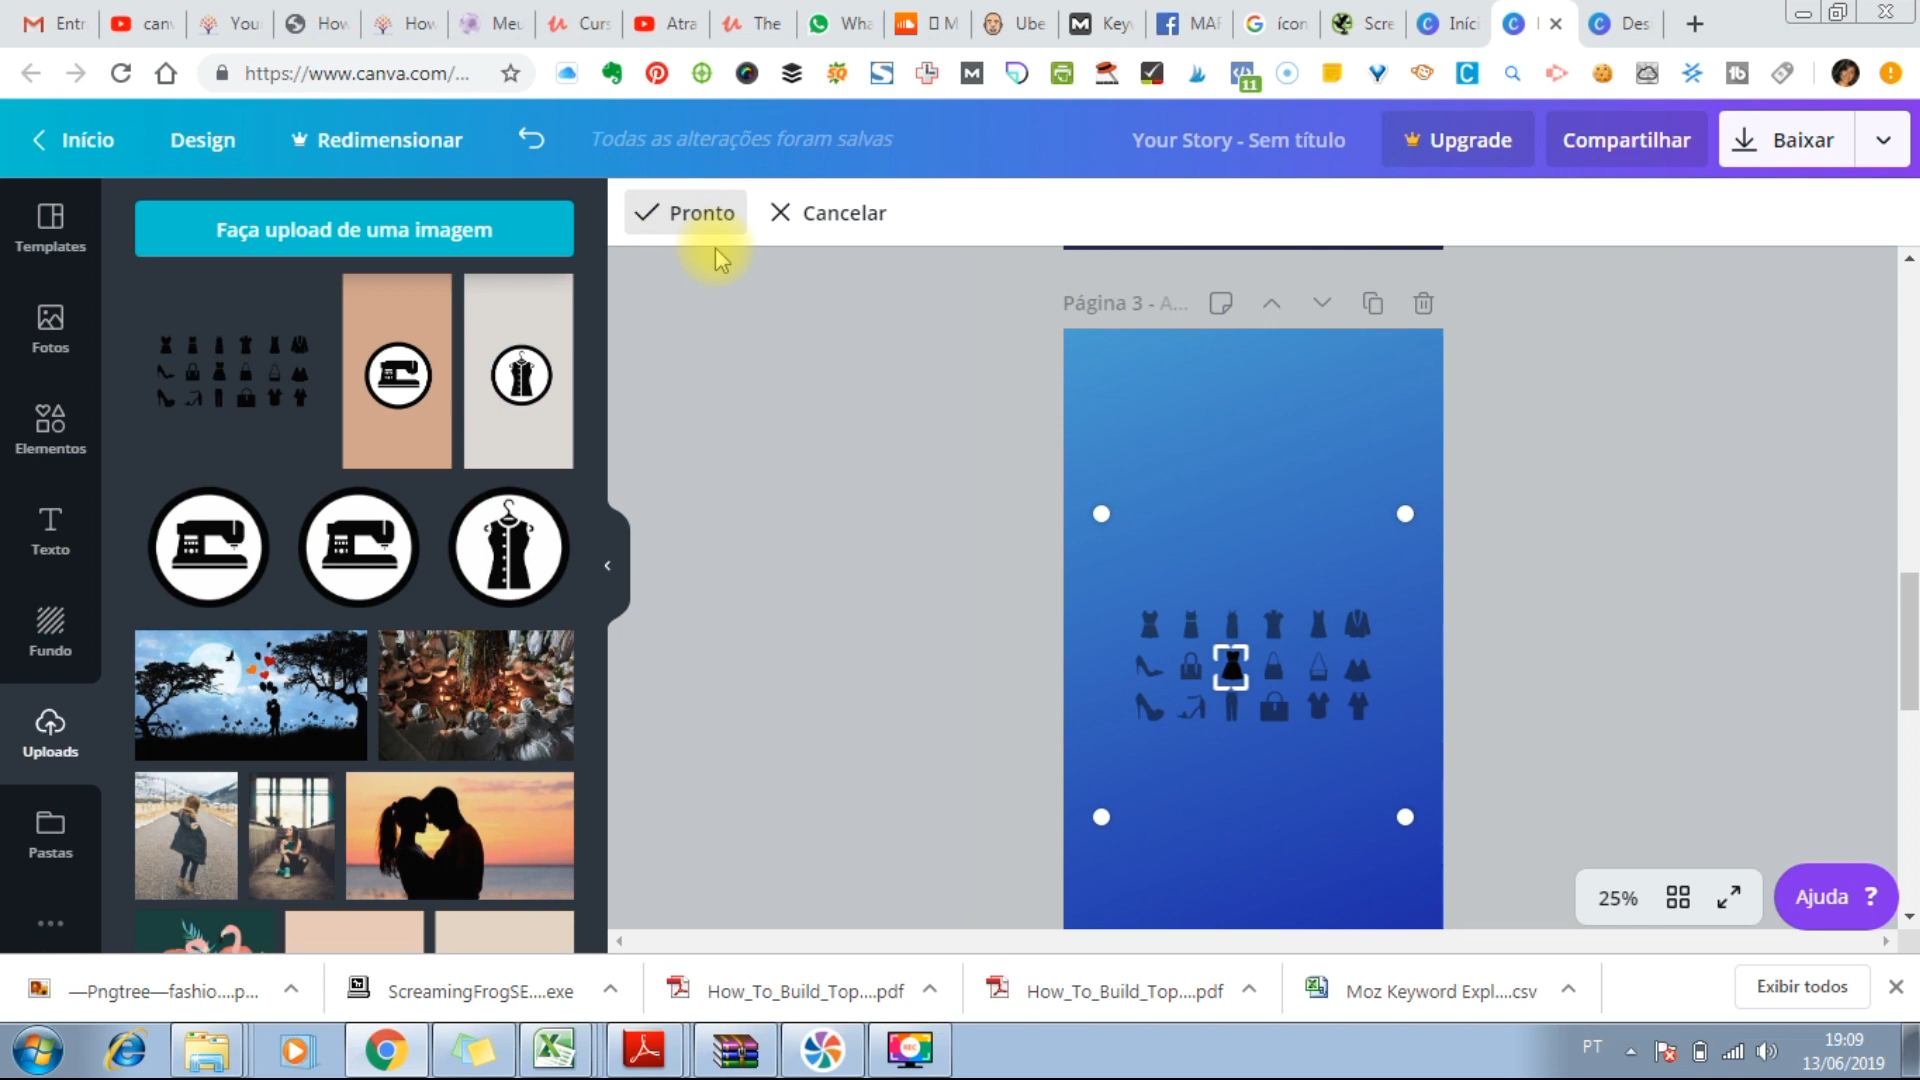 Entr
can
You
How
How
Meu
Curs
Atra
The
Wha
M
Ube
Key
MAF
ícon
Scre
Iníci
Des
https://www.canva.com/...
11
Início
Design
Redimensionar
Todas as alterações foram salvas
Your Story - Sem título
Upgrade
Compartilhar
Baixar
Templates
Fotos
Elementos
Texto
Fundo
Uploads
Pastas
Faça upload de uma imagem
Pronto
Cancelar
Página 3 - A...
25%
Ajuda ?
—Pngtree—fashio....p...
ScreamingFrogSE....exe
How_To_Build_Top....pdf
How_To_Build_Top....pdf
Moz Keyword Expl....csv
Exibir todos
REC
PT
19:09
13/06/2019